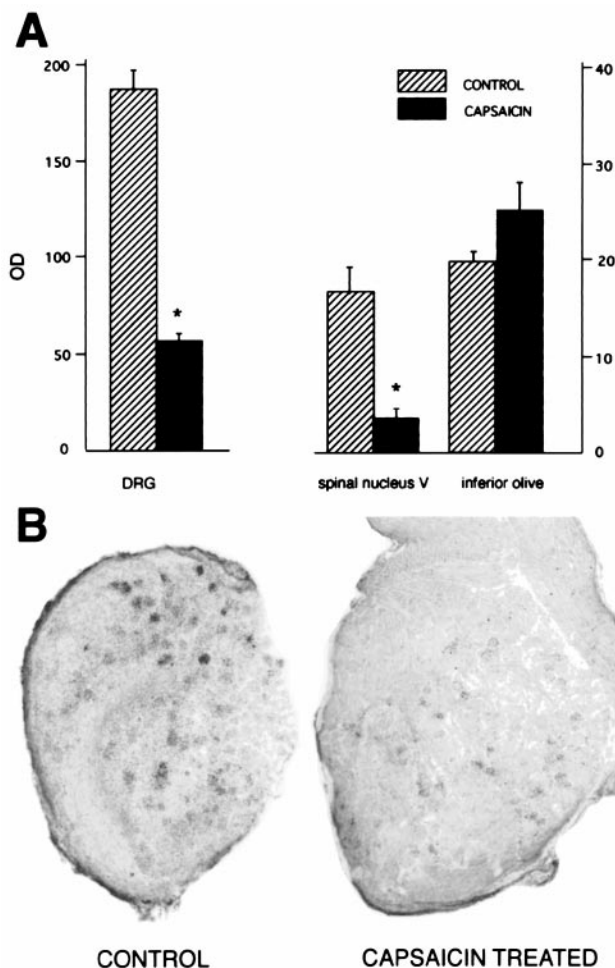 A
200
150
100
50
0
OD
40
30
20
10
0
CONTROL
CAPSAICIN
*
*
DRG
spinal nucleus V
inferior olive
B
CONTROL
CAPSAICIN TREATED